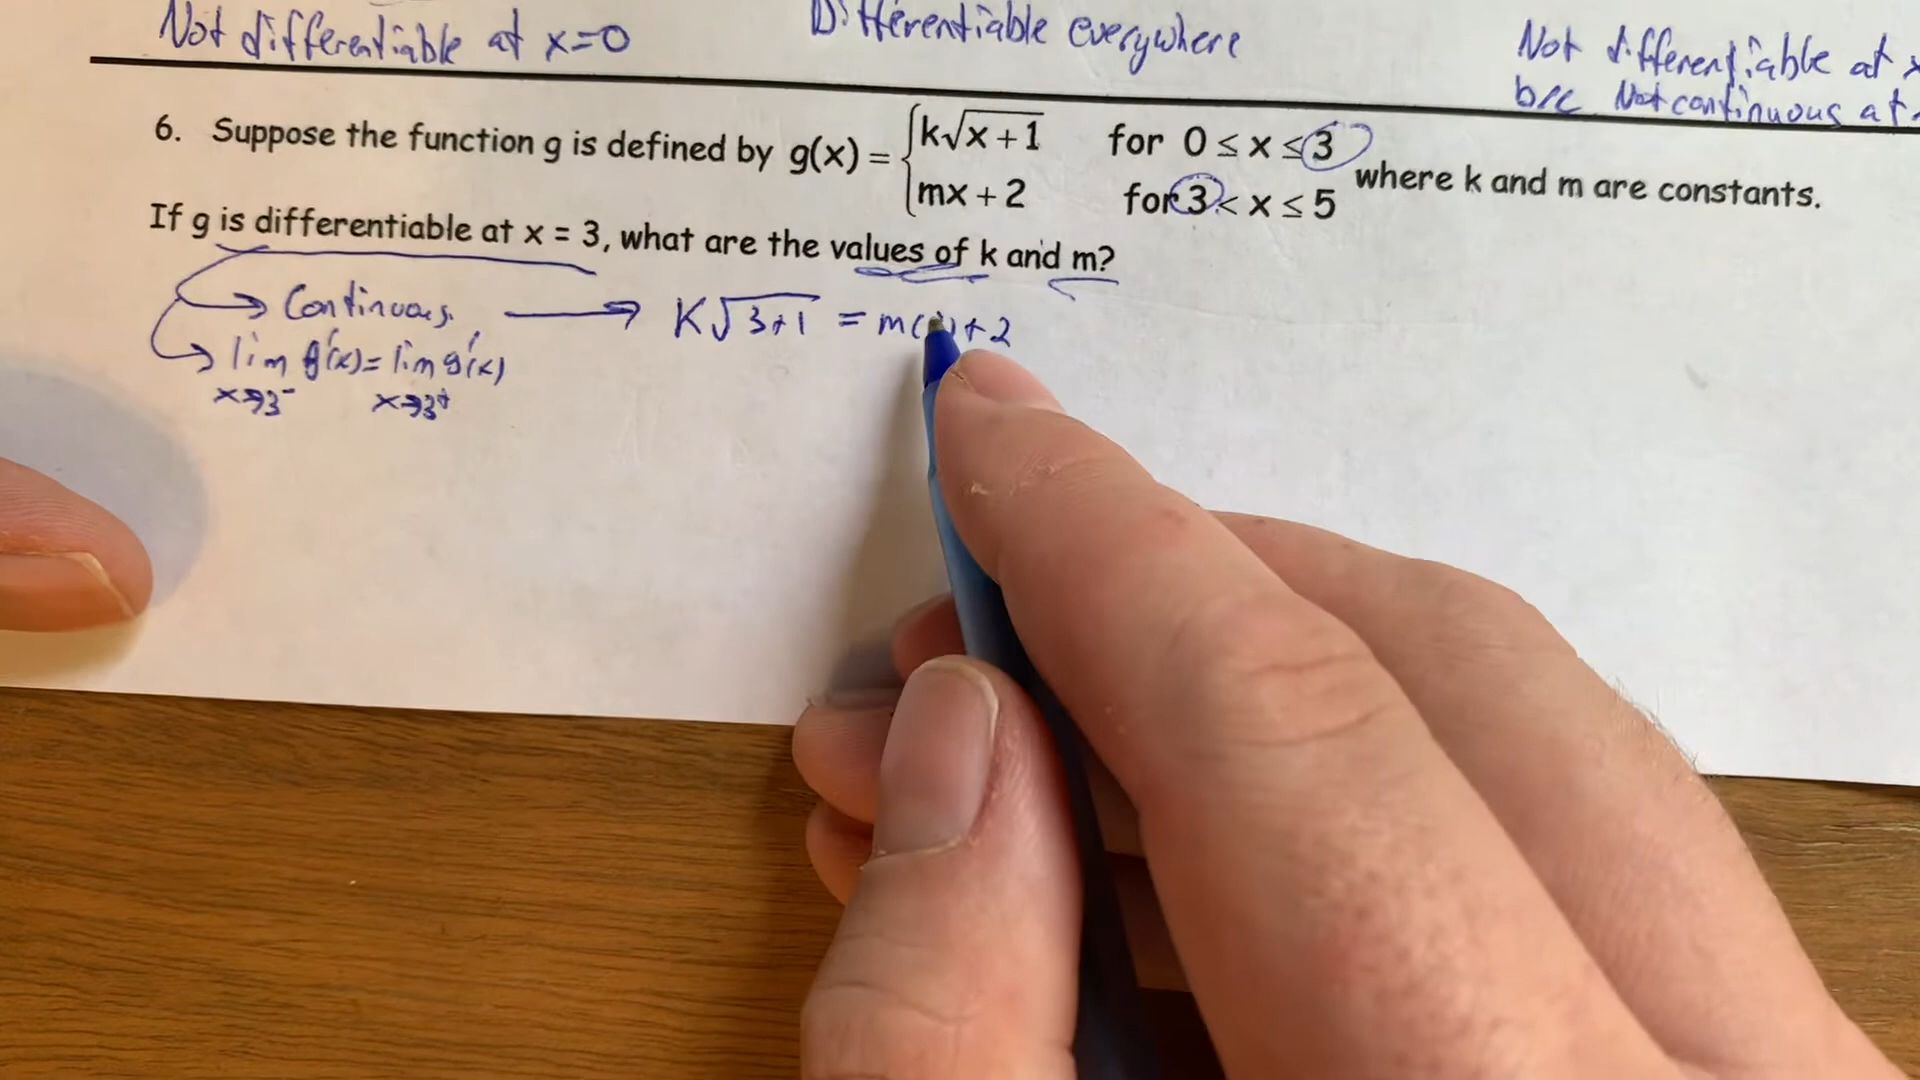 Not differentiable at x=0
Differentiable everywhere
Not differentiable at x
b/c Not continuous at
6. Suppose the function g is defined by g(x) = { k√x + 1 for 0 ≤ x ≤ 3
mx + 2 for 3 < x ≤ 5
where k and m are constants.
If g is differentiable at x = 3, what are the values of k and m?
→ Continuous. → K√3+1 = m( )+2
→ lim g'(x) = lim g'(x)
x→3⁻ x→3⁺